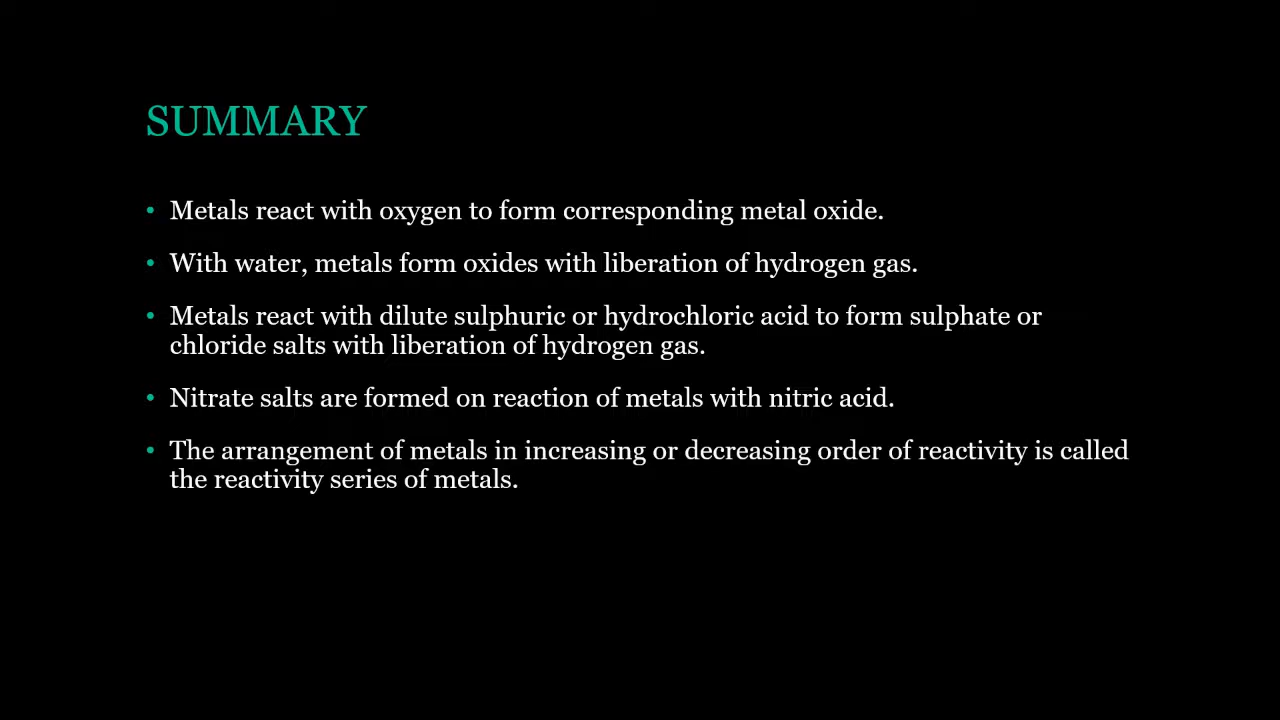 SUMMARY
• Metals react with oxygen to form corresponding metal oxide.
• With water, metals form oxides with liberation of hydrogen gas.
• Metals react with dilute sulphuric or hydrochloric acid to form sulphate or
chloride salts with liberation of hydrogen gas.
• Nitrate salts are formed on reaction of metals with nitric acid.
• The arrangement of metals in increasing or decreasing order of reactivity is called
the reactivity series of metals.